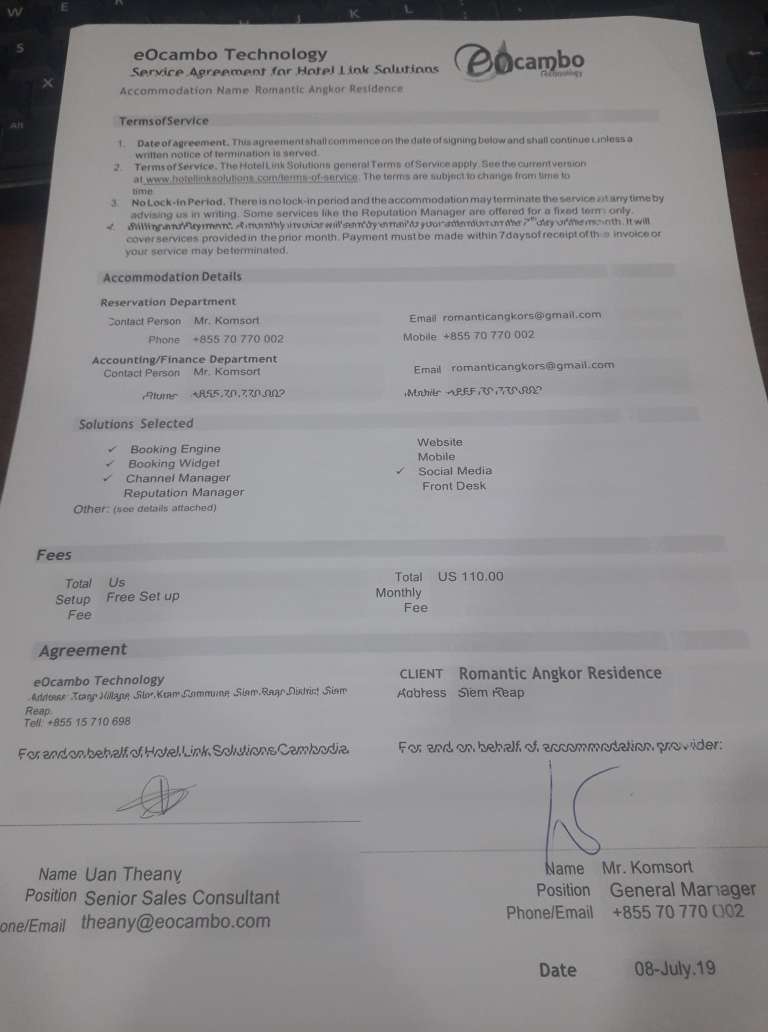 eOcambo Technology
Service Agreement for Hotel Link Solutions
Accommodation Name Romantic Angkor Residence
eOcambo
Technology
Terms of Service
1. Date of agreement. This agreement shall commence on the date of signing below and shall continue unless a
written notice of termination is served.
2. Terms of Service. The Hotel Link Solutions general Terms of Service apply. See the current version
at www.hotellinksolutions.com/terms-of-service. The terms are subject to change from time to
time.
3. No Lock-in Period. There is no lock-in period and the accommodation may terminate the service at any time by
advising us in writing. Some services like the Reputation Manager are offered for a fixed term only.
4. Billing and Payment. A monthly invoice will sent by email to your attention on the 7th day of the month. It will
cover services provided in the prior month. Payment must be made within 7 days of receipt of the invoice or
your service may be terminated.
Accommodation Details
Reservation Department
Contact Person Mr. Komsort Email romanticangkors@gmail.com
Phone +855 70 770 002 Mobile +855 70 770 002
Accounting/Finance Department
Contact Person Mr. Komsort Email romanticangkors@gmail.com
Phone +855 70 770 002 Mobile +855 70 770 002
Solutions Selected
✓ Booking Engine Website
✓ Booking Widget Mobile
✓ Channel Manager ✓ Social Media
Reputation Manager Front Desk
Other: (see details attached)
Fees
Total Us Total US 110.00
Setup Free Set up Monthly
Fee Fee
Agreement
eOcambo Technology CLIENT Romantic Angkor Residence
Address: Village, Slor Kram Commune, Siem Reap District, Siem Address Siem Reap
Reap.
Tell: +855 15 710 698
For and on behalf of Hotel Link Solutions Cambodia For and on behalf of accommodation provider:
Name Uan Theany Name Mr. Komsort
Position Senior Sales Consultant Position General Manager
one/Email theany@eocambo.com Phone/Email +855 70 770 002
Date 08-July.19